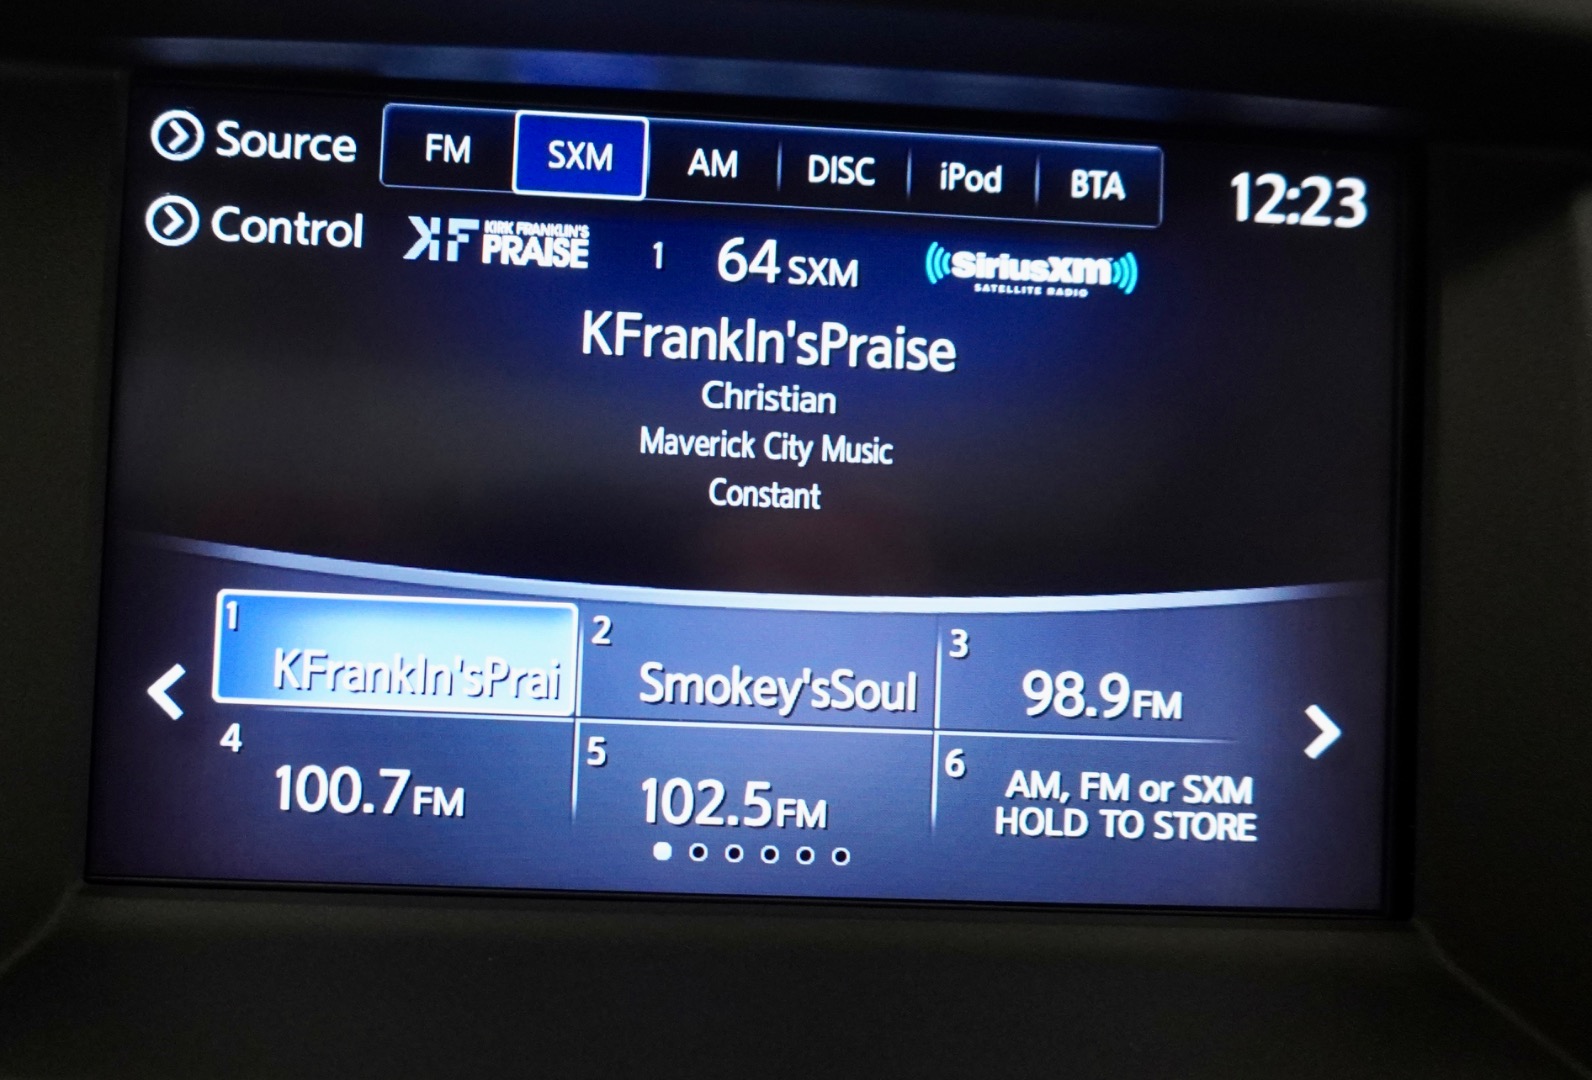 Source
FM SXM AM DISC iPod BTA
12:23
Control
KF KIRK FRANKLIN'S
PRAISE
1
64 SXM
SiriusXM
SATELLITE RADIO
KFrankln'sPraise
Christian
Maverick City Music
Constant
1
KFrankln'sPrai
2
Smokey'sSoul
3
98.9FM
4
100.7FM
5
102.5FM
6
AM, FM or SXM
HOLD TO STORE